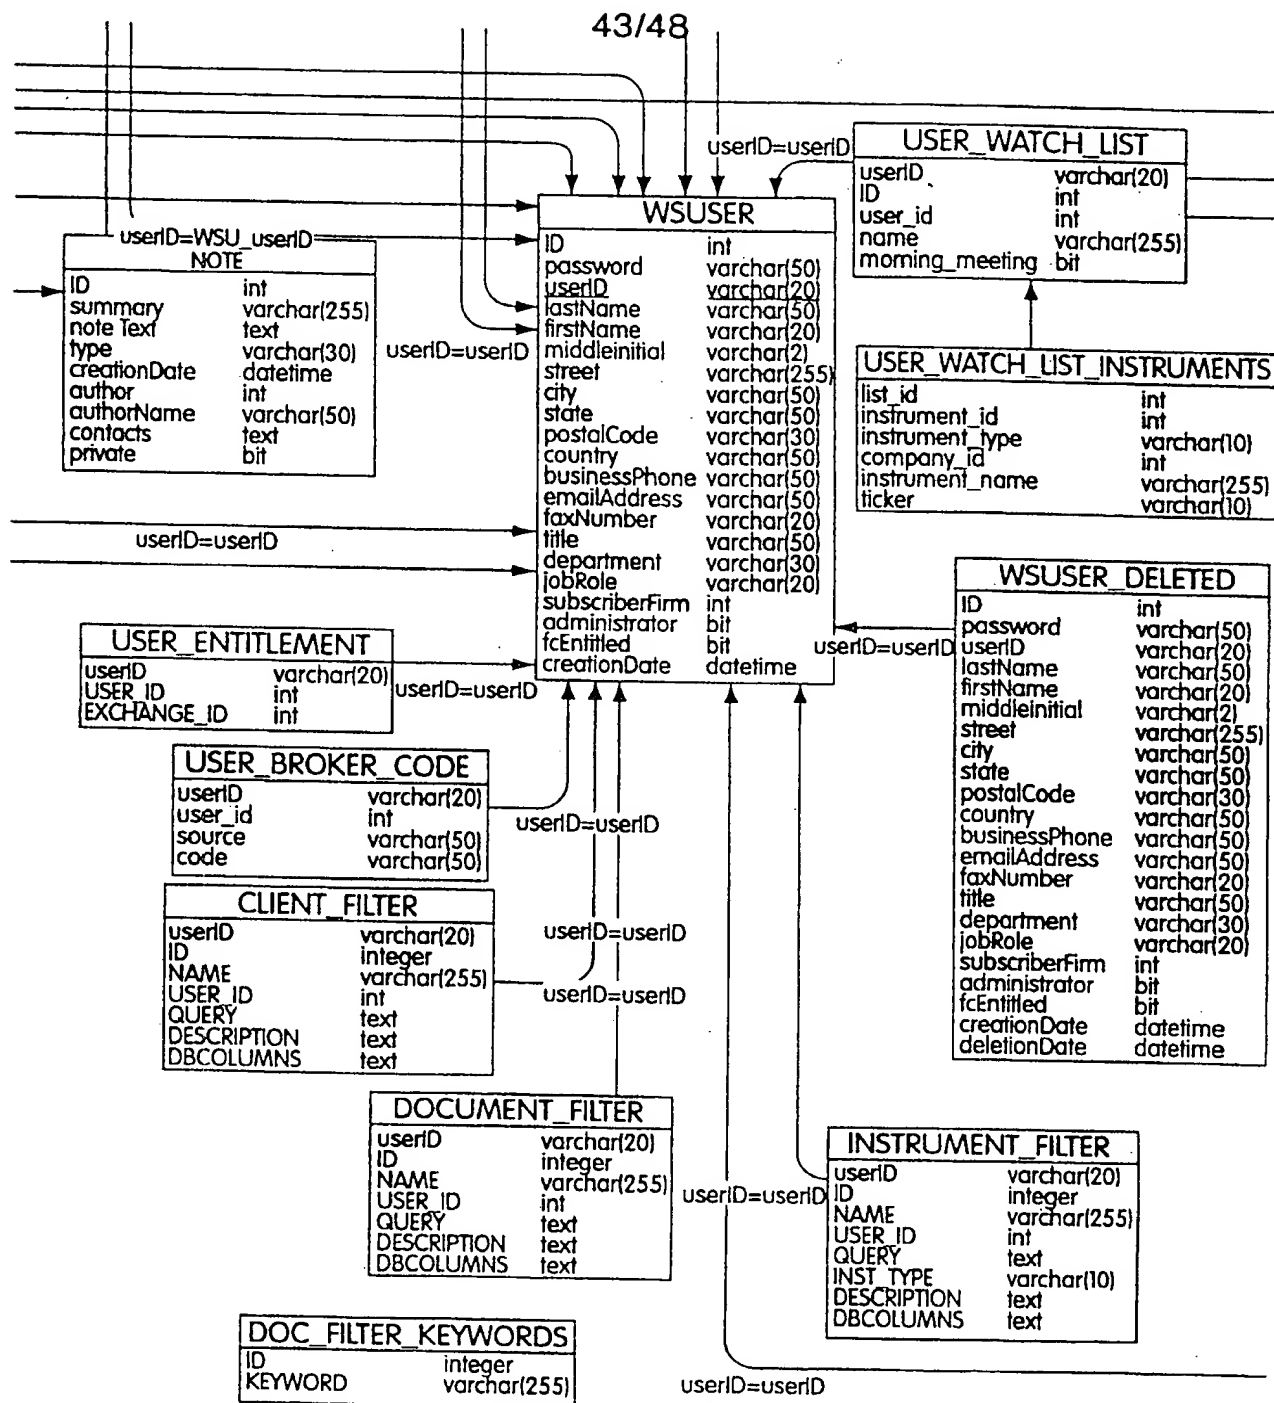 43/48
userID=userID
USER_WATCH_LIST
userID varchar(20)
ID int
user_id int
name varchar(255)
morning_meeting bit
WSUSER
ID int
password varchar(50)
userID varchar(20)
lastName varchar(50)
firstName varchar(20)
middleinitial varchar(2)
street varchar(255)
city varchar(50)
state varchar(50)
postalCode varchar(30)
country varchar(50)
businessPhone varchar(50)
emailAddress varchar(50)
faxNumber varchar(20)
title varchar(50)
department varchar(30)
jobRole varchar(20)
subscriberFirm int
administrator bit
fcEntitled bit
creationDate datetime
userID=WSU_userID
NOTE
ID int
summary varchar(255)
note Text text
type varchar(30)
creationDate datetime
author int
authorName varchar(50)
contacts text
private bit
userID=userID
USER_WATCH_LIST_INSTRUMENTS
list_id int
instrument_id int
instrument_type varchar(10)
company_id int
instrument_name varchar(255)
ticker varchar(10)
userID=userID
WSUSER_DELETED
ID int
password varchar(50)
userID varchar(20)
lastName varchar(50)
firstName varchar(20)
middleInitial varchar(2)
street varchar(255)
city varchar(50)
state varchar(50)
postalCode varchar(30)
country varchar(50)
businessPhone varchar(50)
emailAddress varchar(50)
faxNumber varchar(20)
title varchar(50)
department varchar(30)
jobRole varchar(20)
subscriberFirm int
administrator bit
fcEntitled bit
creationDate datetime
deletionDate datetime
userID=userID
USER_ENTITLEMENT
userID varchar(20)
USER_ID int
EXCHANGE_ID int
userID=userID
USER_BROKER_CODE
userID varchar(20)
user_id int
source varchar(50)
code varchar(50)
userID=userID
CLIENT_FILTER
userID varchar(20)
ID integer
NAME varchar(255)
USER_ID int
QUERY text
DESCRIPTION text
DBCOLUMNS text
userID=userID
userID=userID
DOCUMENT_FILTER
userID varchar(20)
ID integer
NAME varchar(255)
USER_ID int
QUERY text
DESCRIPTION text
DBCOLUMNS text
userID=userID
INSTRUMENT_FILTER
userID varchar(20)
ID integer
NAME varchar(255)
USER_ID int
QUERY text
INST_TYPE varchar(10)
DESCRIPTION text
DBCOLUMNS text
DOC_FILTER_KEYWORDS
ID integer
KEYWORD varchar(255)
userID=userID